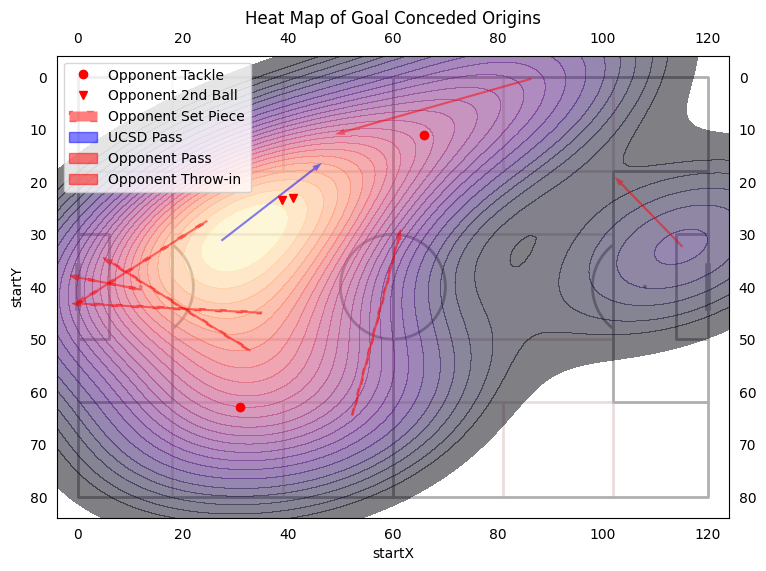 Heat Map of Goal Conceded Origins
0 20 40 60 80 100 120
Opponent Tackle
Opponent 2nd Ball
Opponent Set Piece
UCSD Pass
Opponent Pass
Opponent Throw-in
0 0
10 10
20 20
30 30
40 40
50 50
60 60
70 70
80 80
startY
0 20 40 60 80 100 120
startX